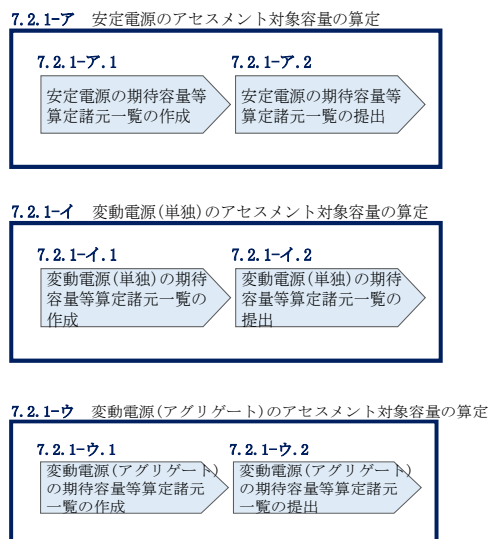 7.2.1-ア 安定電源のアセスメント対象容量の算定
7.2.1-ア.1
7.2.1-ア.2
安定電源の期待容量等
算定諸元一覧の作成
安定電源の期待容量等
算定諸元一覧の提出
7.2.1-イ 変動電源(単独)のアセスメント対象容量の算定
7.2.1-イ.1
7.2.1-イ.2
変動電源(単独)の期待
容量等算定諸元一覧の
作成
変動電源(単独)の期待
容量等算定諸元一覧の
提出
7.2.1-ウ 変動電源(アグリゲート)のアセスメント対象容量の算定
7.2.1-ウ.1
7.2.1-ウ.2
変動電源(アグリゲート)
の期待容量等算定諸元
一覧の作成
変動電源(アグリゲート)
の期待容量等算定諸元
一覧の提出